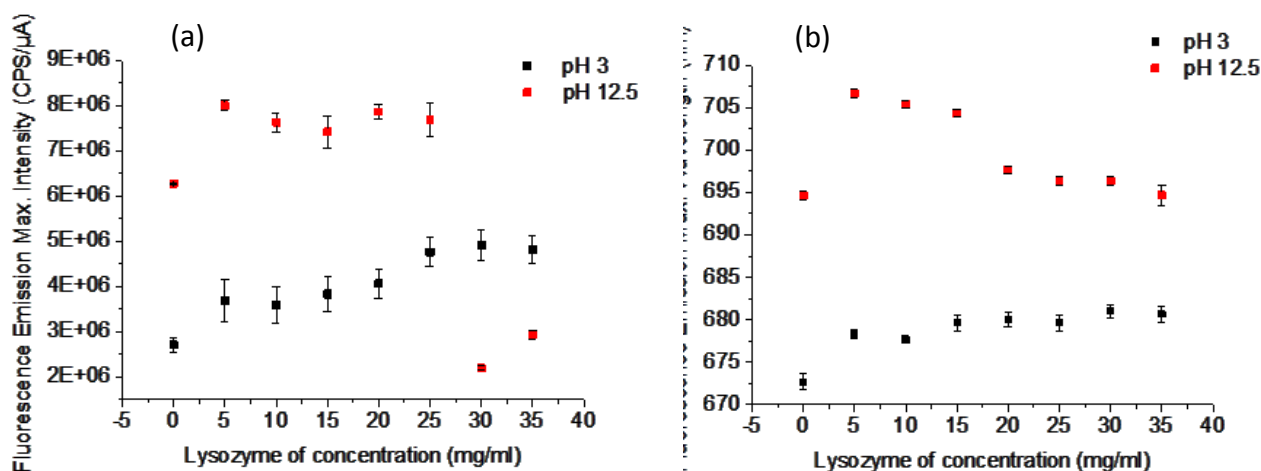 (a)
Fluorescence Emission Max. Intensity (CPS/µA)
9E+06
8E+06
7E+06
6E+06
5E+06
4E+06
3E+06
2E+06
pH 3
pH 12.5
-5 0 5 10 15 20 25 30 35 40
Lysozyme of concentration (mg/ml)
(b)
710
705
700
695
690
685
680
675
670
pH 3
pH 12.5
-5 0 5 10 15 20 25 30 35 40
Lysozyme of concentration (mg/ml)